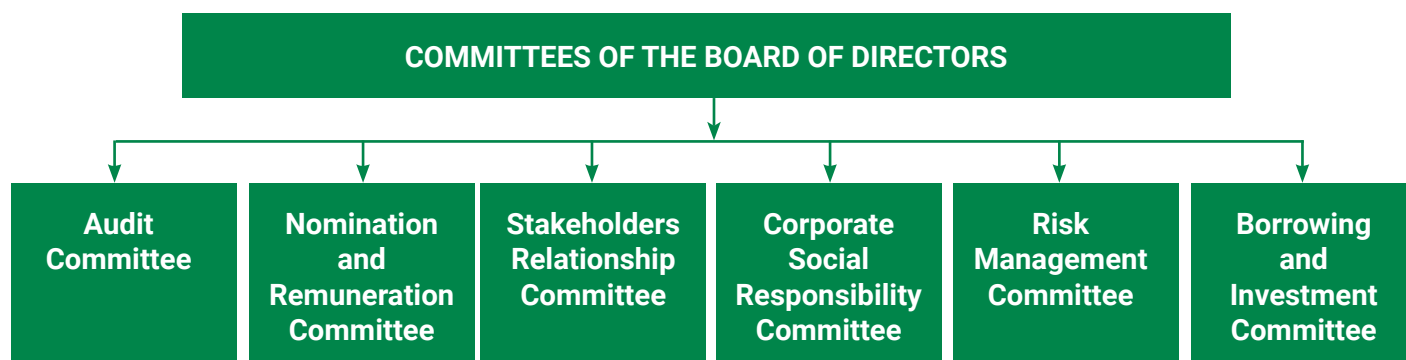 COMMITTEES OF THE BOARD OF DIRECTORS
Audit
Committee
Nomination
and
Remuneration
Committee
Stakeholders
Relationship
Committee
Corporate
Social
Responsibility
Committee
Risk
Management
Committee
Borrowing
and
Investment
Committee